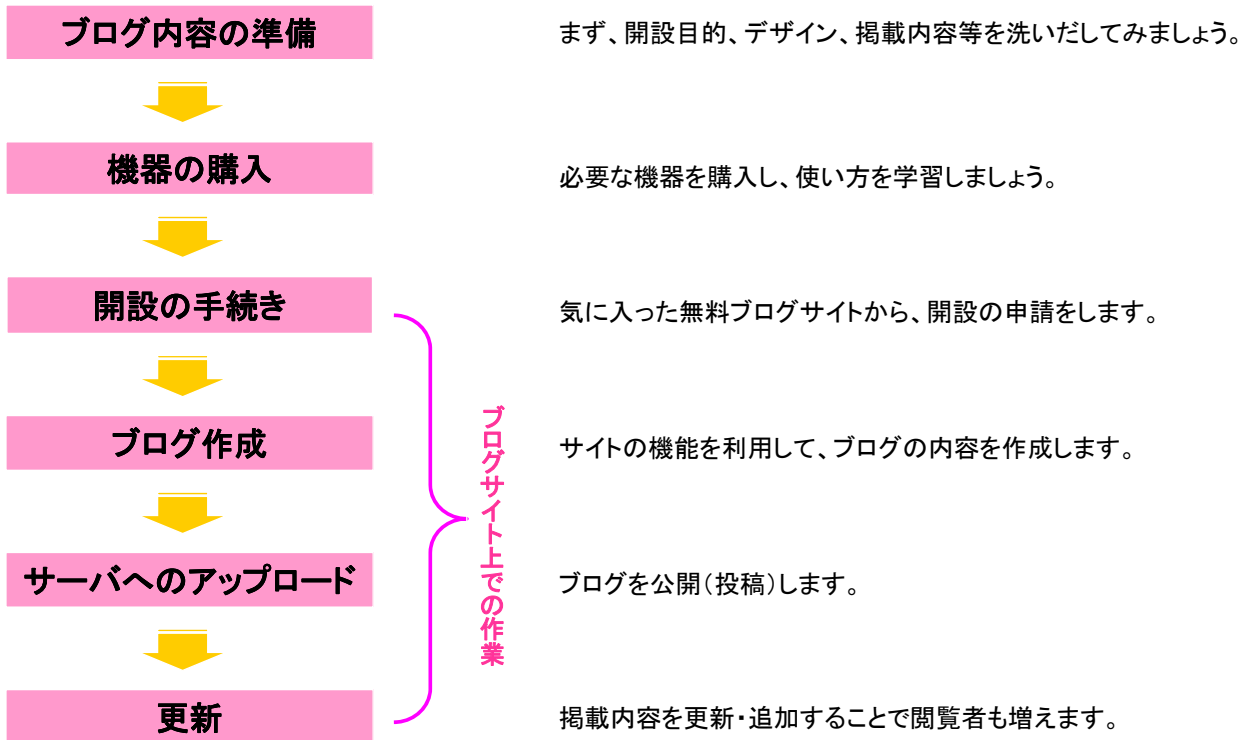 ブログ内容の準備
まず、開設目的、デザイン、掲載内容等を洗いだしてみましょう。
機器の購入
必要な機器を購入し、使い方を学習しましょう。
開設の手続き
気に入った無料ブログサイトから、開設の申請をします。
ブログ作成
サイトの機能を利用して、ブログの内容を作成します。
ブログサイト上での作業
サーバへのアップロード
ブログを公開(投稿)します。
更新
掲載内容を更新・追加することで閲覧者も増えます。